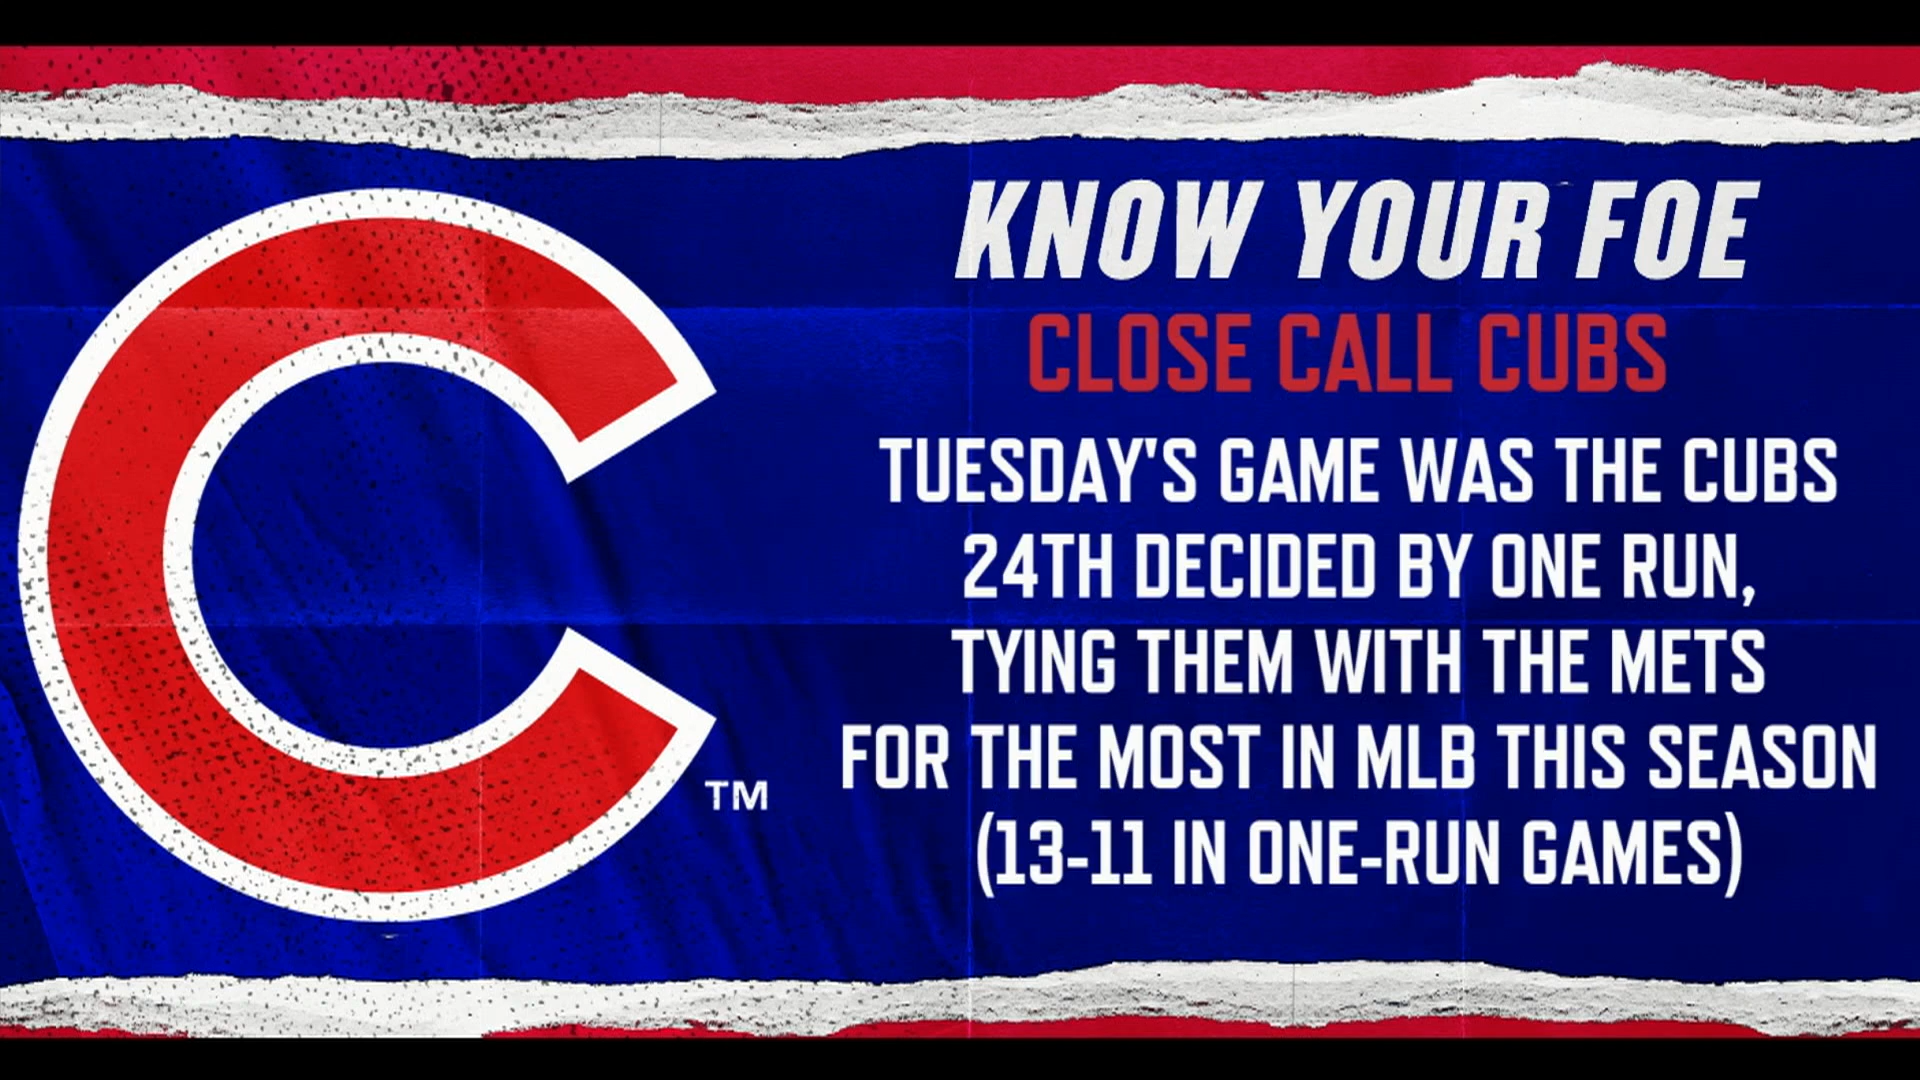 KNOW YOUR FOE
CLOSE CALL CUBS
TUESDAY'S GAME WAS THE CUBS
24TH DECIDED BY ONE RUN,
TYING THEM WITH THE METS
FOR THE MOST IN MLB THIS SEASON
(13-11 IN ONE-RUN GAMES)
C
TM